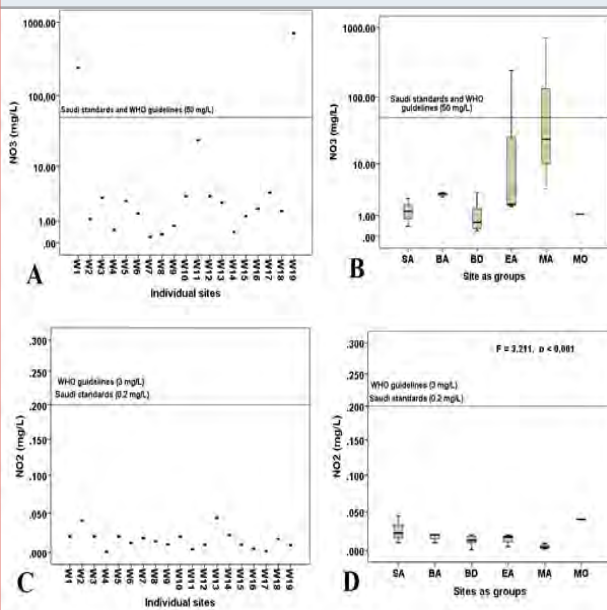 1000.00
100.00
10.00
1.00
.00
NO3 (mg/L)
Saudi standards and WHO guidelines (50 mg/L)
W1 W2 W3 W4 W5 W6 W7 W8 W9 W10 W11 W12 W13 W14 W15 W16 W17 W18 W19
A
Individual sites
1000.00
100.00
10.00
1.00
.00
NO3 (mg/L)
Saudi standards and WHO
guidelines (50 mg/L)
SA BA BD EA MA MO
B
Site as groups
.300
.250
.200
.150
.100
.050
.000
NO2 (mg/L)
WHO guidelines (3 mg/L)
Saudi standards (0.2 mg/L)
W1 W2 W3 W4 W5 W6 W7 W8 W9 W10 W11 W12 W13 W14 W15 W16 W17 W18 W19
C
Individual sites
.300
.250
.200
.150
.100
.050
.000
NO2 (mg/L)
F = 3.211, p < 0.001
WHO guidelines (3 mg/L)
Saudi standards (0.2 mg/L)
SA BA BD EA MA MO
D
Sites as groups